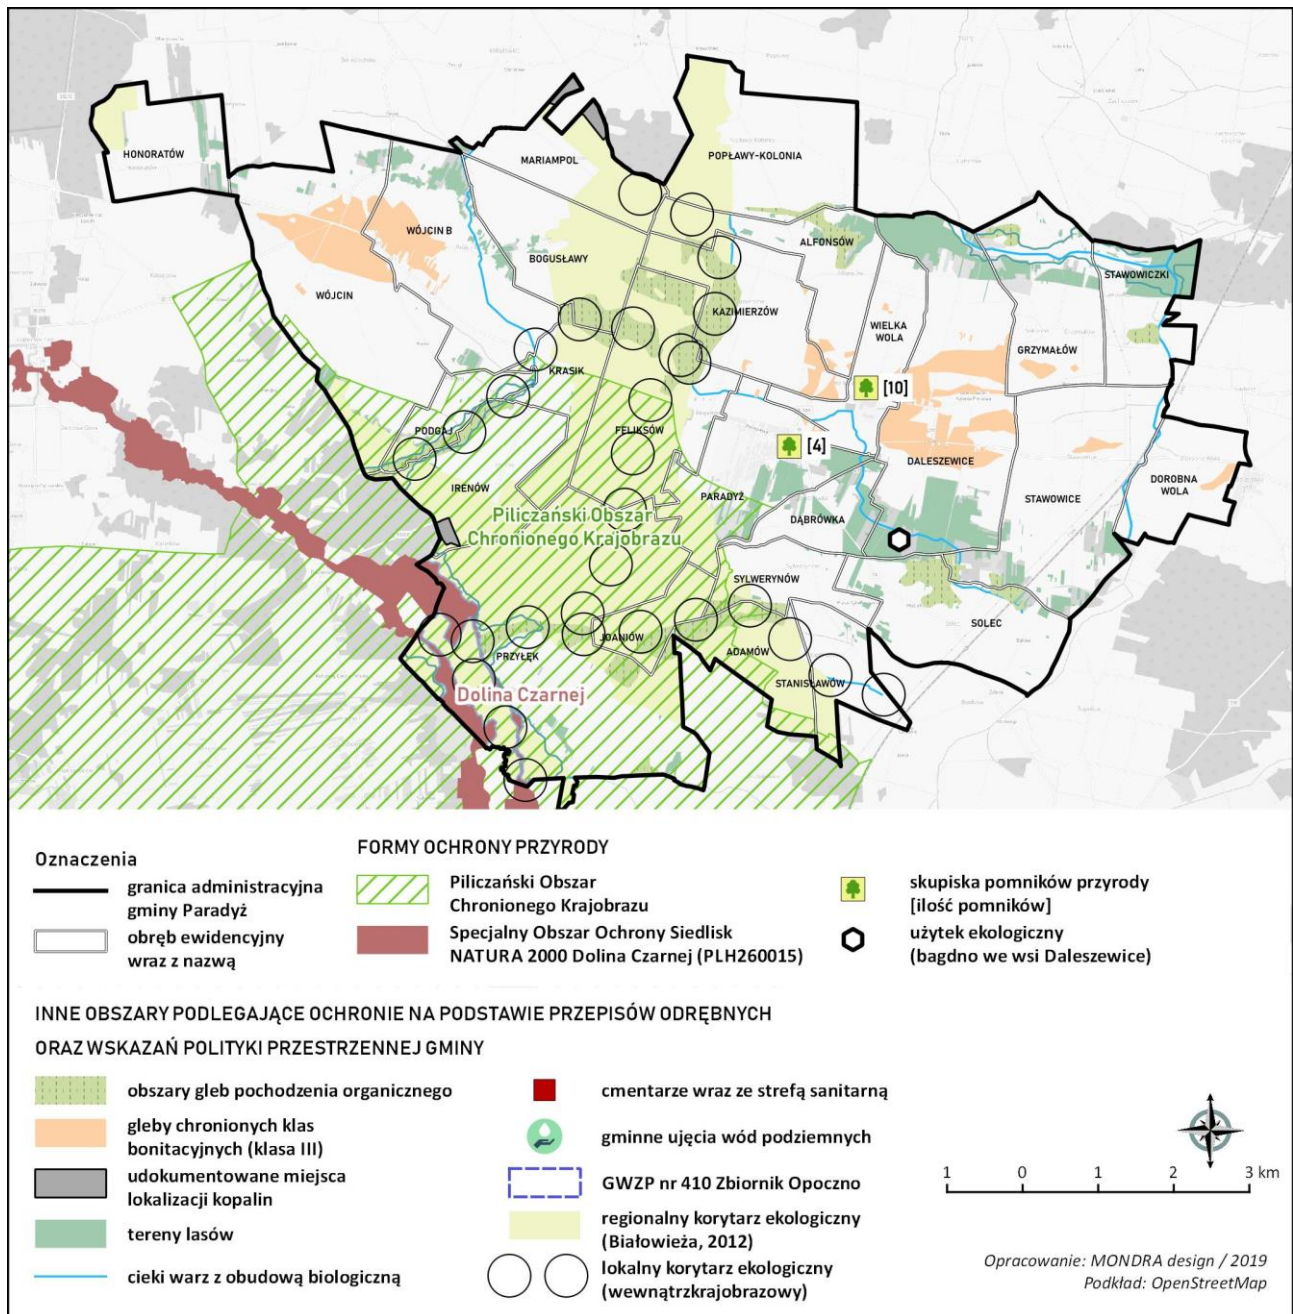 HONORATÓW
MARIAMPOL
POPŁAWY-KOLONIA
WÓJCIN B
BOGUSŁAWY
ALFONSÓW
STAWOWICZKI
WÓJCIN
KAZIMIERZÓW
WIELKA
WOLA
GRZYMAŁÓW
KRASIK
[10]
PODGAJ
FELIKSÓW
[4]
DALESZEWICE
IRENÓW
PARADYŻ
STAWOWICE
DOROBNA
WOLA
Piliczański Obszar
Chronionego Krajobrazu
DĄBRÓWKA
SYLWERYNÓW
SOLEC
JOANIÓW
PRZYŁĘK
ADAMÓW
STANISŁAWÓW
Dolina Czarnej
Oznaczenia
granica administracyjna
gminy Paradyż
obręb ewidencyjny
wraz z nazwą
FORMY OCHRONY PRZYRODY
Piliczański Obszar
Chronionego Krajobrazu
Specjalny Obszar Ochrony Siedlisk
NATURA 2000 Dolina Czarnej (PLH260015)
skupiska pomników przyrody
[ilość pomników]
użytek ekologiczny
(bagdno we wsi Daleszewice)
INNE OBSZARY PODLEGAJĄCE OCHRONIE NA PODSTAWIE PRZEPISÓW ODRĘBNYCH
ORAZ WSKAZAŃ POLITYKI PRZESTRZENNEJ GMINY
obszary gleb pochodzenia organicznego
gleby chronionych klas
bonitacyjnych (klasa III)
udokumentowane miejsca
lokalizacji kopalin
tereny lasów
cieki warz z obudową biologiczną
cmentarze wraz ze strefą sanitarną
gminne ujęcia wód podziemnych
GWZP nr 410 Zbiornik Opoczno
regionalny korytarz ekologiczny
(Białowieża, 2012)
lokalny korytarz ekologiczny
(wewnątrzkrajobrazowy)
1 0 1 2 3 km
Opracowanie: MONDRA design / 2019
Podkład: OpenStreetMap